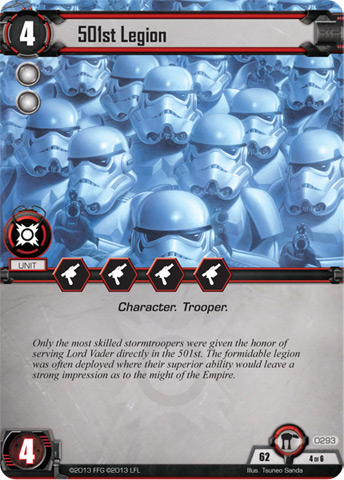 4
501st Legion
UNIT
Character. Trooper.
Only the most skilled stormtroopers were given the honor of
serving Lord Vader directly in the 501st. The formidable legion
was often deployed where their superior ability would leave a
strong impression as to the might of the Empire.
4
62
0293
4 of 6
©2013 FFG ©2013 LFL
Illus. Tsuneo Sanda